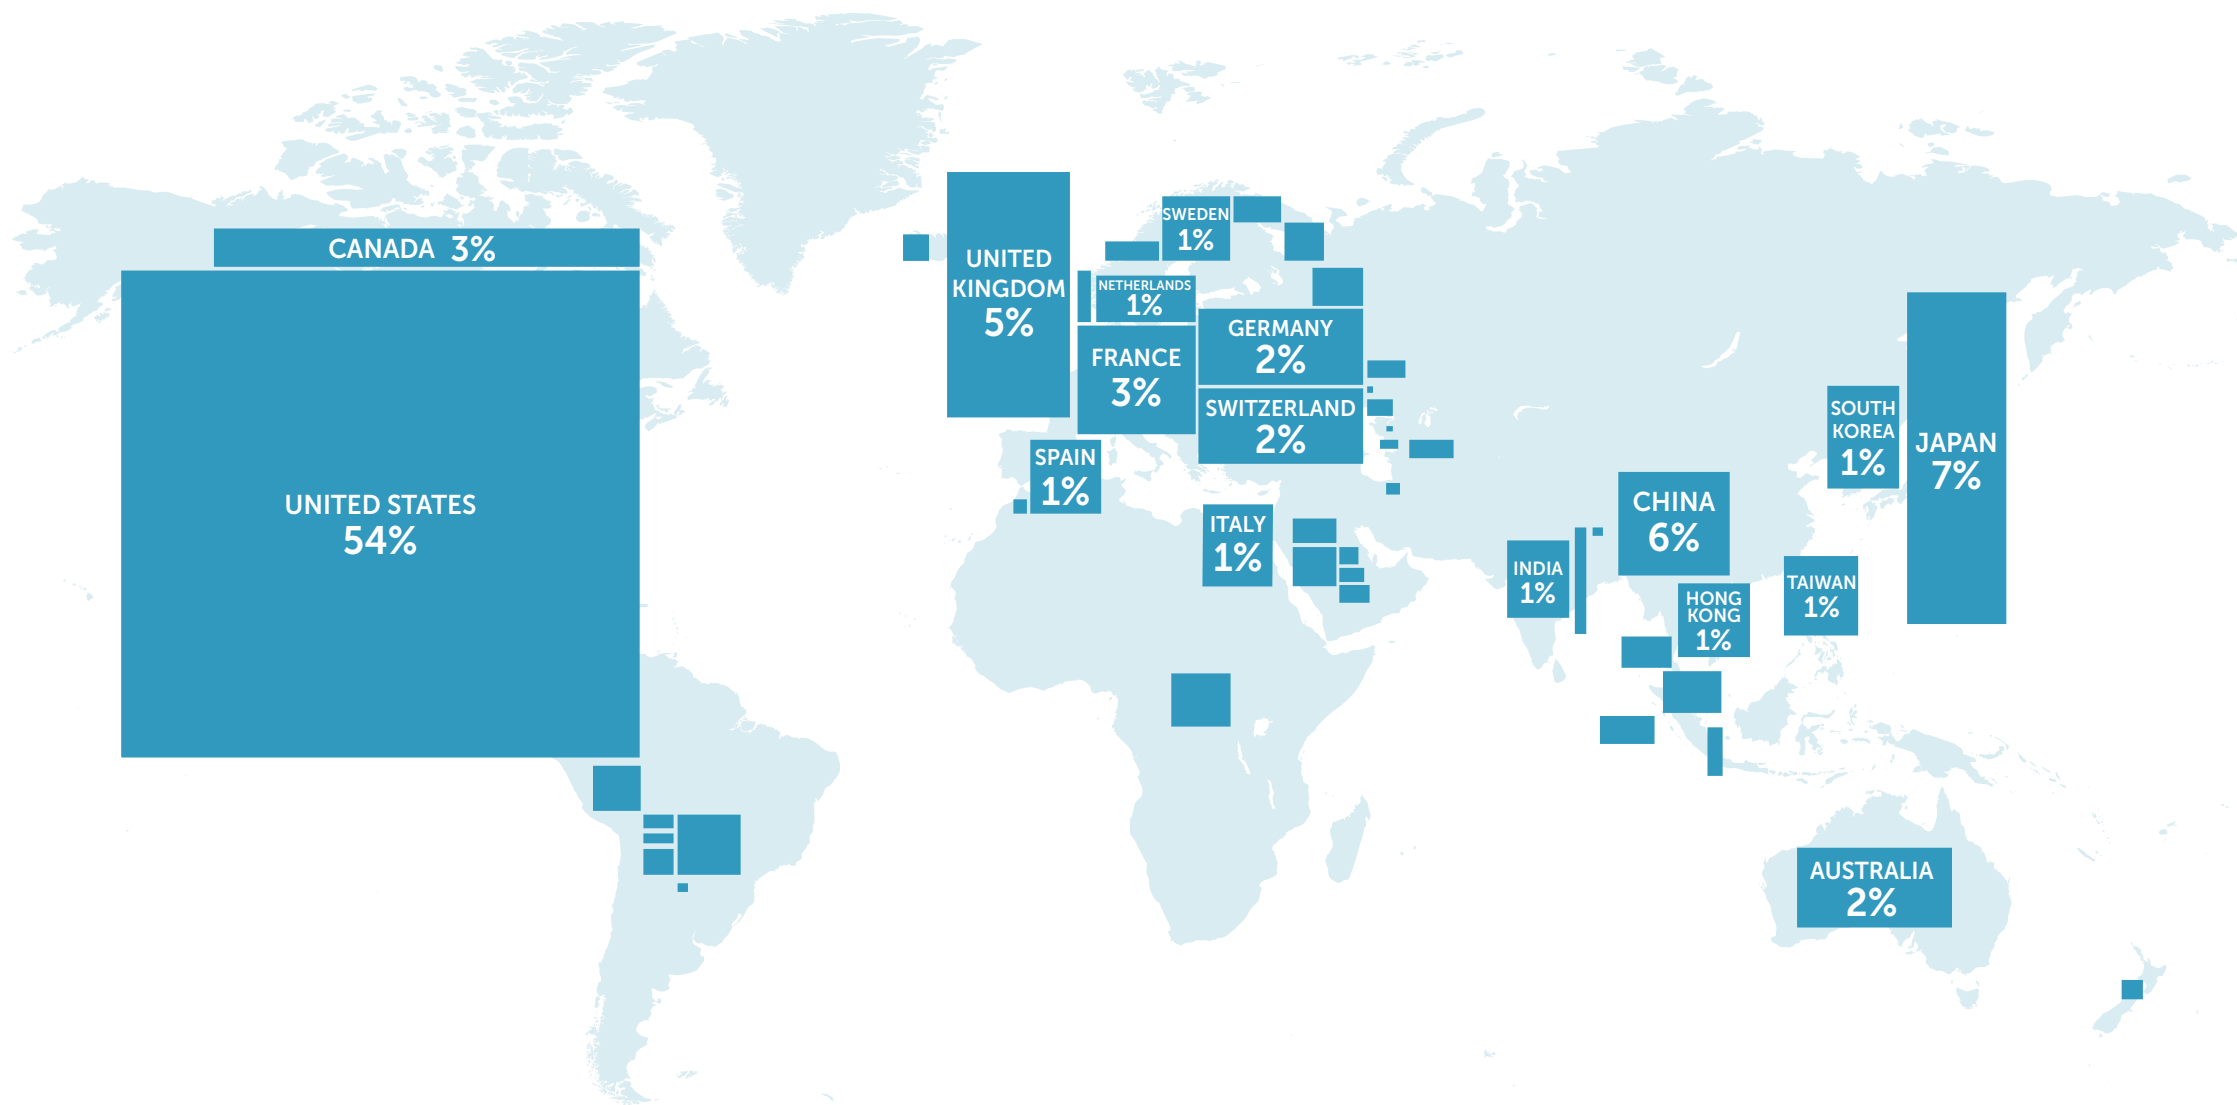 CANADA 3%
UNITED STATES
54%
UNITED
KINGDOM
5%
SWEDEN
1%
NETHERLANDS
1%
FRANCE
3%
GERMANY
2%
SWITZERLAND
2%
SPAIN
1%
ITALY
1%
INDIA
1%
CHINA
6%
HONG
KONG
1%
TAIWAN
1%
SOUTH
KOREA
1%
JAPAN
7%
AUSTRALIA
2%